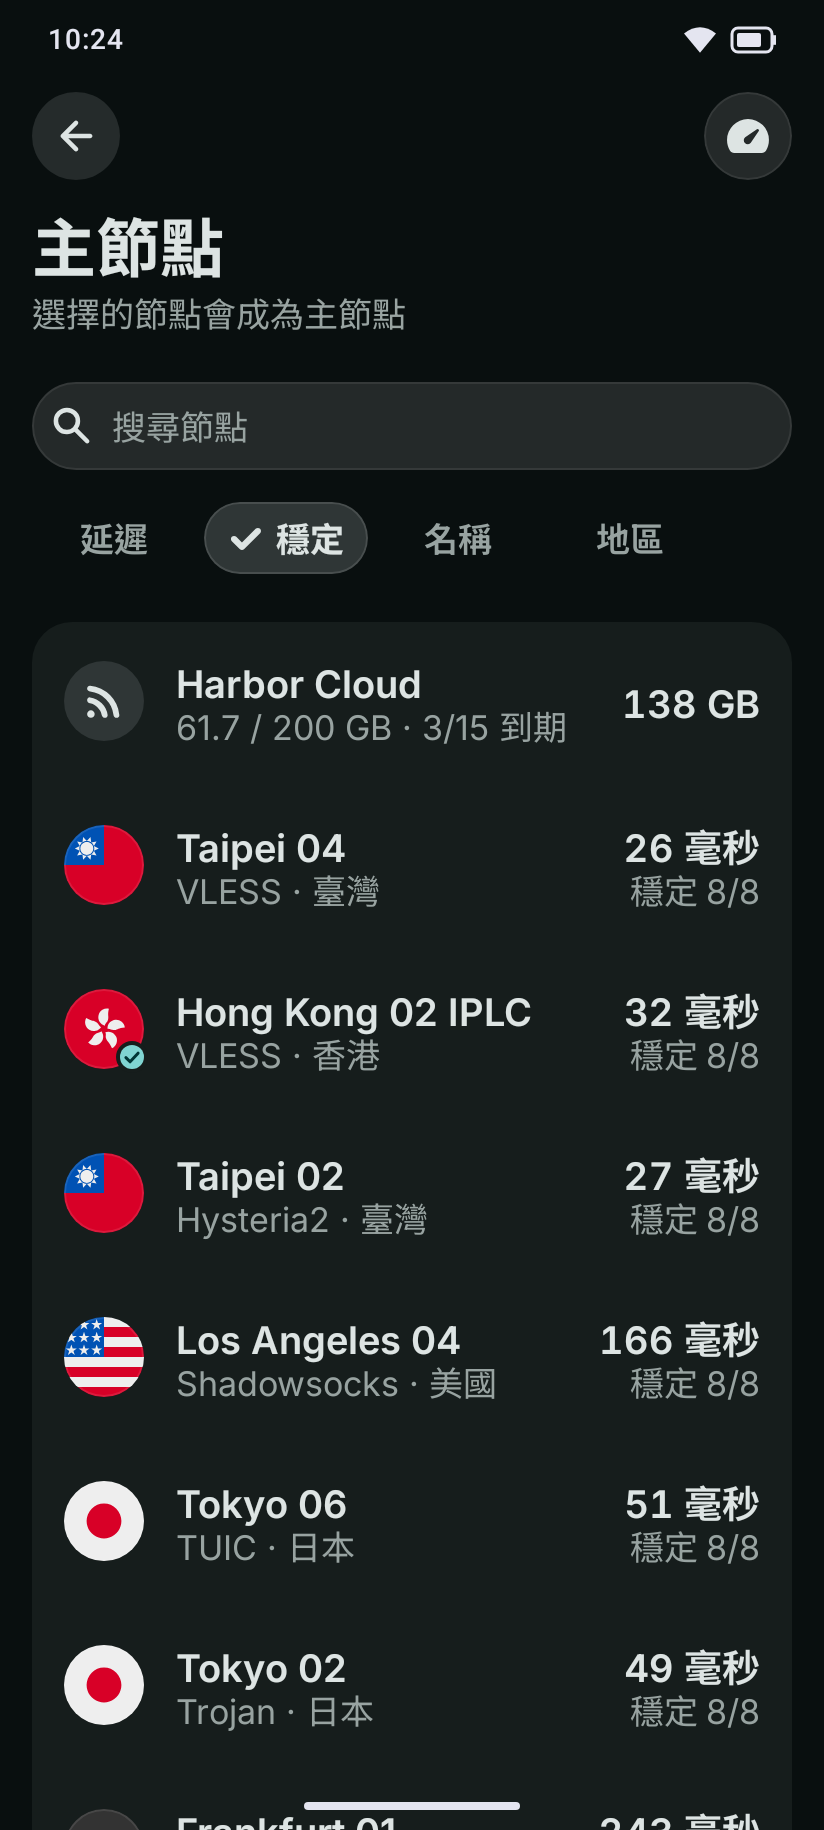 10:24
主節點
選擇的節點會成為主節點
搜尋節點
延遲
穩定
名稱
地區
Harbor Cloud
138 GB
61.7 / 200 GB · 3/15 到期
Taipei 04
26 毫秒
VLESS · 臺灣
穩定 8/8
Hong Kong 02 IPLC
32 毫秒
VLESS · 香港
穩定 8/8
Taipei 02
27 毫秒
Hysteria2 · 臺灣
穩定 8/8
Los Angeles 04
166 毫秒
Shadowsocks · 美國
穩定 8/8
Tokyo 06
51 毫秒
TUIC · 日本
穩定 8/8
Tokyo 02
49 毫秒
Trojan · 日本
穩定 8/8
Frankfurt 01
243 毫秒